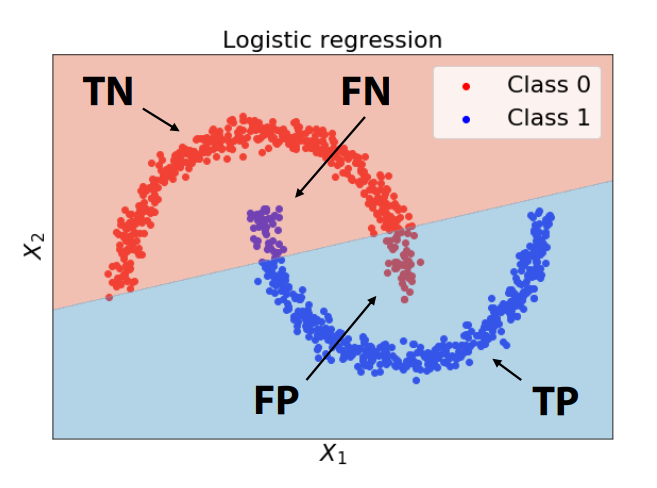 Logistic regression
TN
FN
Class 0
Class 1
X₂
FP
TP
X₁